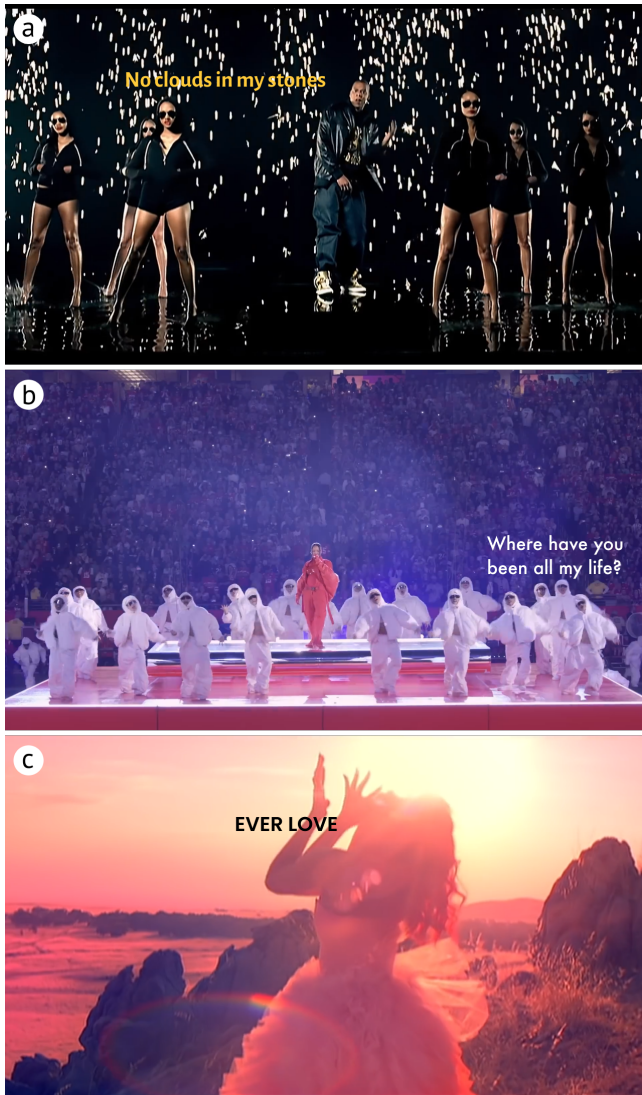 a
No clouds in my stones
b
Where have you
been all my life?
c
EVER LOVE